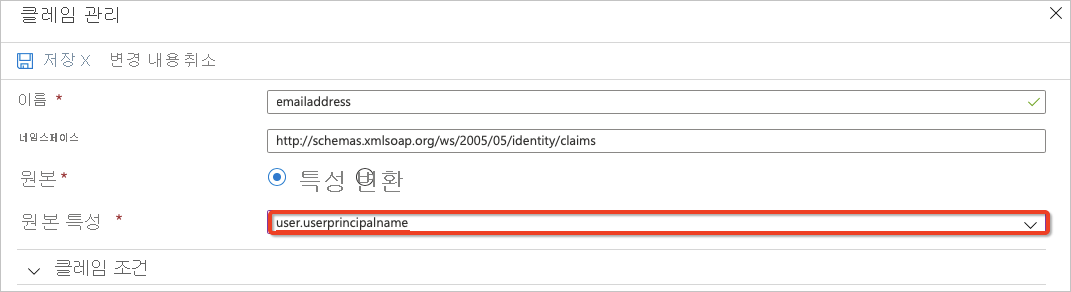 클레임 관리
저장 X 변경 내용 취소
이름 *
emailaddress
네임스페이스
http://schemas.xmlsoap.org/ws/2005/05/identity/claims
원본 *
특성 변환
원본 특성 *
user.userprincipalname
클레임 조건